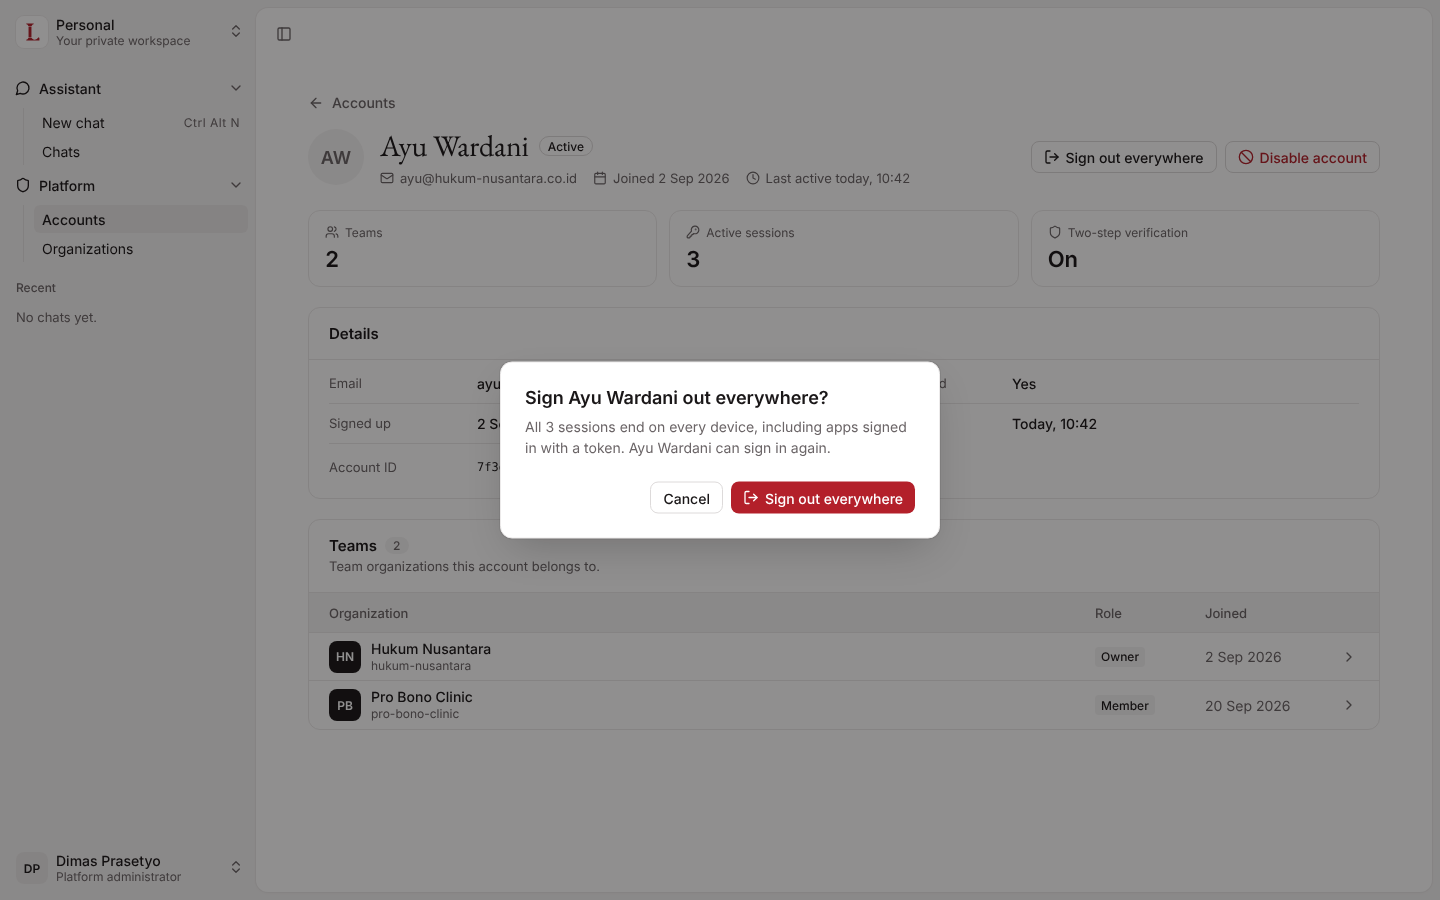 L
Personal
Your private workspace
Assistant
New chat
Ctrl Alt N
Chats
Platform
Accounts
Organizations
Recent
No chats yet.
DP
Dimas Prasetyo
Platform administrator
Accounts
AW
Ayu Wardani
Active
ayu@hukum-nusantara.co.id
Joined 2 Sep 2026
Last active today, 10:42
Sign out everywhere
Disable account
Teams
2
Active sessions
3
Two-step verification
On
Details
Email
Yes
Signed up
Today, 10:42
Account ID
Sign Ayu Wardani out everywhere?
All 3 sessions end on every device, including apps signed
in with a token. Ayu Wardani can sign in again.
Cancel
Sign out everywhere
Teams 2
Team organizations this account belongs to.
Organization
Role
Joined
HN
Hukum Nusantara
hukum-nusantara
Owner
2 Sep 2026
PB
Pro Bono Clinic
pro-bono-clinic
Member
20 Sep 2026